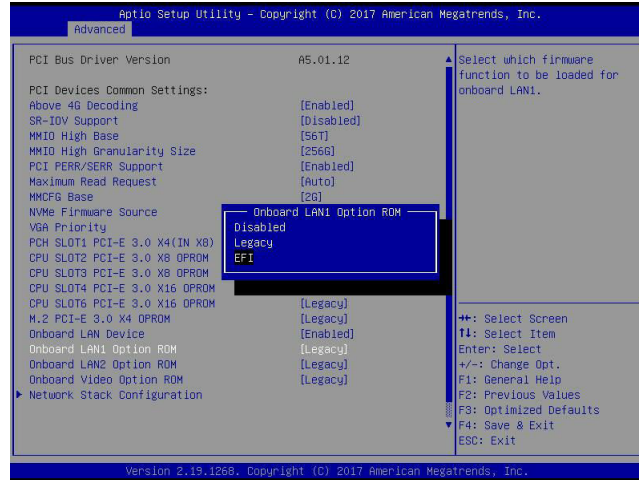 Aptio Setup Utility – Copyright (C) 2017 American Megatrends, Inc.
Advanced
PCI Bus Driver Version A5.01.12
PCI Devices Common Settings:
Above 4G Decoding [Enabled]
SR-IOV Support [Disabled]
MMIO High Base [56T]
MMIO High Granularity Size [256G]
PCI PERR/SERR Support [Enabled]
Maximum Read Request [Auto]
MMCFG Base [2G]
NVMe Firmware Source
VGA Priority
PCH SLOT1 PCI-E 3.0 X4(IN X8)
CPU SLOT2 PCI-E 3.0 X8 OPROM
CPU SLOT3 PCI-E 3.0 X8 OPROM
CPU SLOT4 PCI-E 3.0 X16 OPROM
CPU SLOT6 PCI-E 3.0 X16 OPROM [Legacy]
M.2 PCI-E 3.0 X4 OPROM [Legacy]
Onboard LAN Device [Enabled]
Onboard LAN1 Option ROM [Legacy]
Onboard LAN2 Option ROM [Legacy]
Onboard Video Option ROM [Legacy]
Network Stack Configuration
Onboard LAN1 Option ROM
Disabled
Legacy
EFI
Select which firmware
function to be loaded for
onboard LAN1.
→←: Select Screen
↑↓: Select Item
Enter: Select
+/-: Change Opt.
F1: General Help
F2: Previous Values
F3: Optimized Defaults
F4: Save & Exit
ESC: Exit
Version 2.19.1268. Copyright (C) 2017 American Megatrends, Inc.